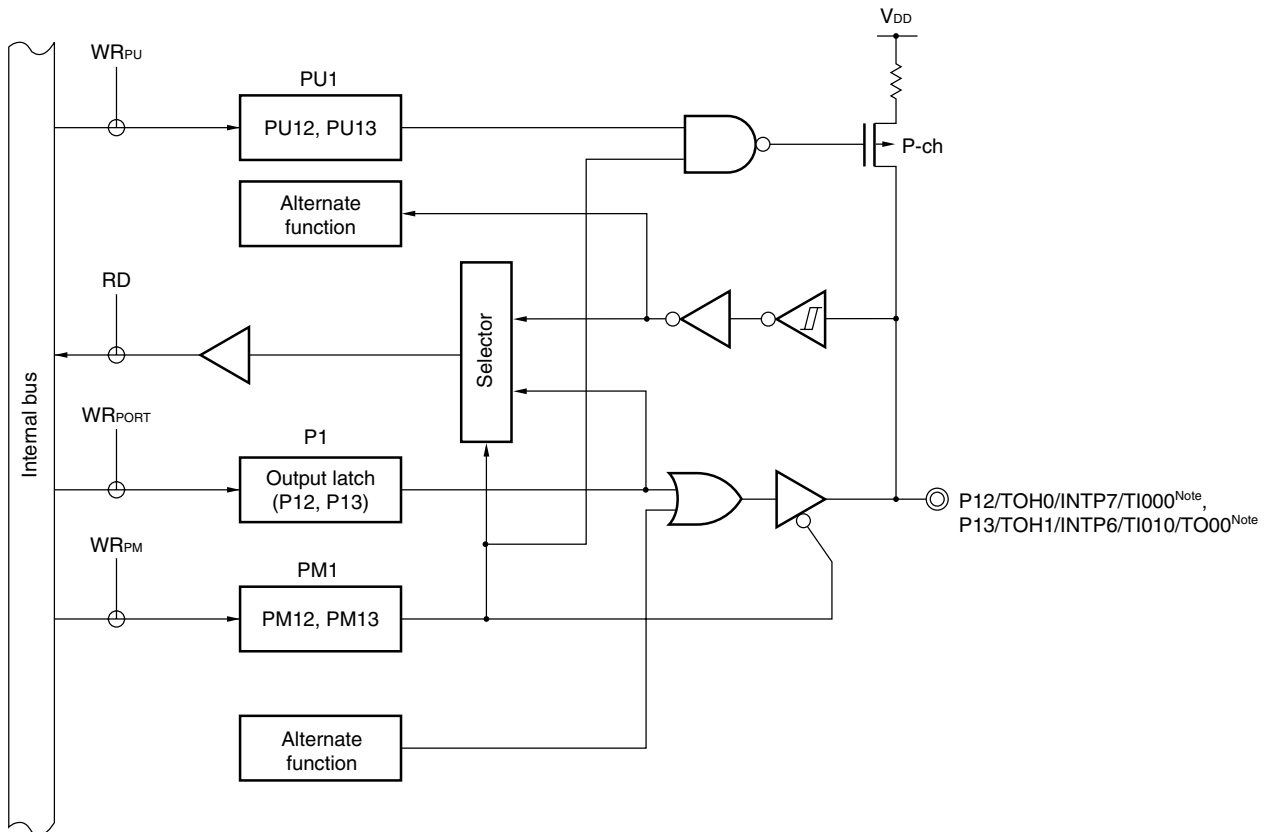 VDD
WRPU
PU1
PU12, PU13
P-ch
Alternate
function
RD
Selector
Internal bus
WRPORT
P1
Output latch
(P12, P13)
P12/TOH0/INTP7/TI000Note,
P13/TOH1/INTP6/TI010/TO00Note
WRPM
PM1
PM12, PM13
Alternate
function